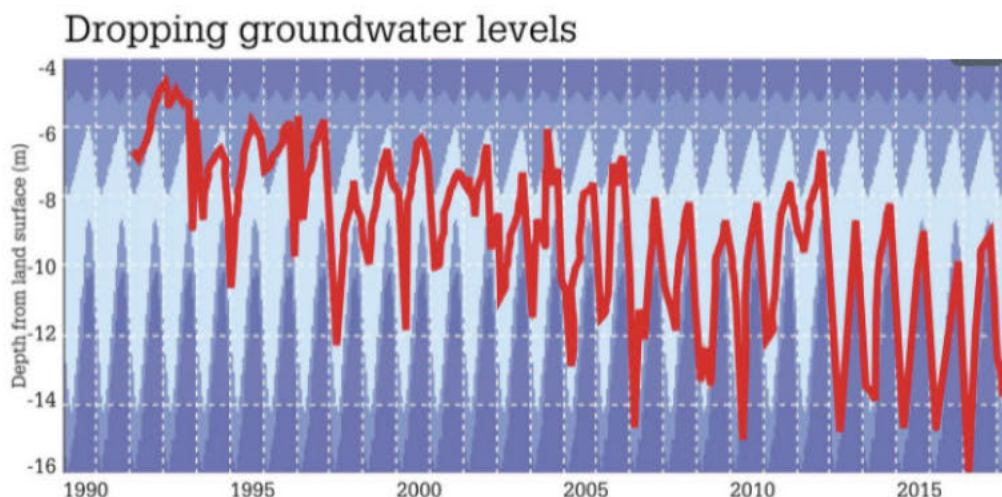 Dropping groundwater levels
-4
-6
-8
-10
-12
-14
-16
Depth from land surface (m)
1990 1995 2000 2005 2010 2015